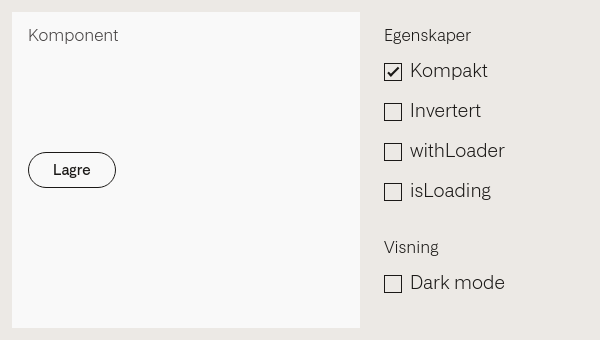 Komponent
Lagre
Egenskaper
Kompakt
Invertert
withLoader
isLoading
Visning
Dark mode